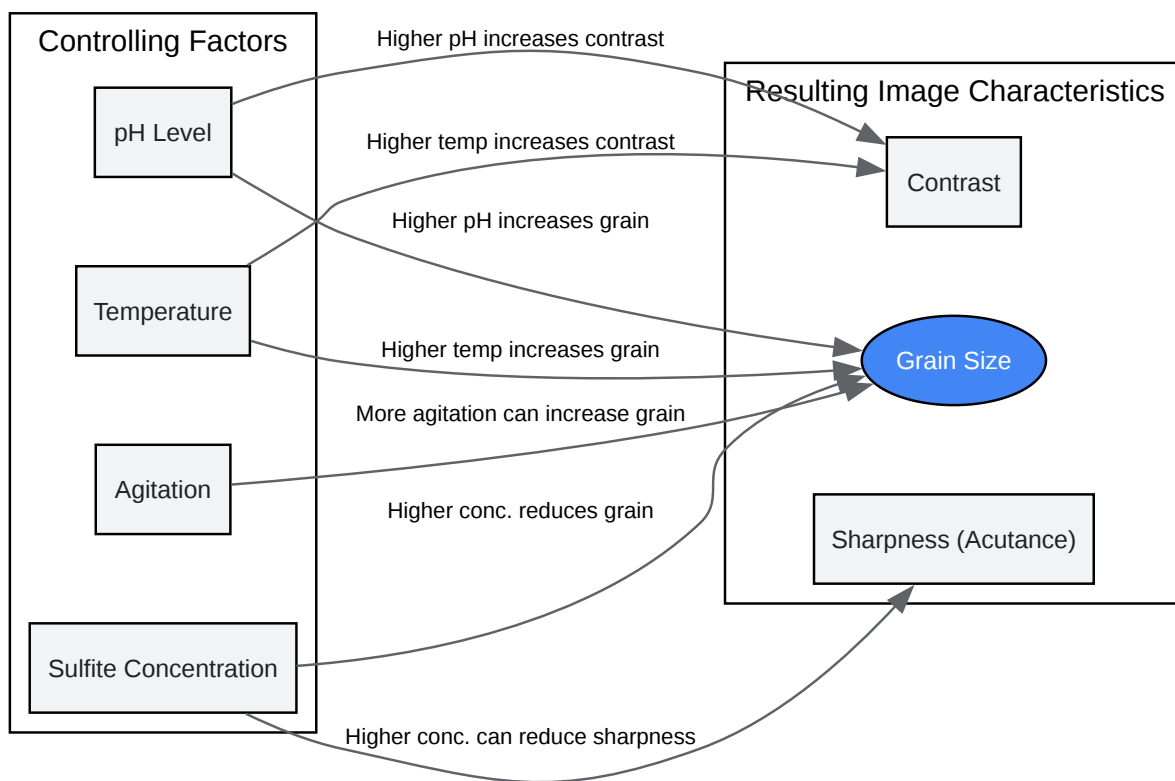 Controlling Factors
pH Level
Temperature
Agitation
Sulfite Concentration
Higher pH increases contrast
Higher temp increases contrast
Higher pH increases grain
Higher temp increases grain
More agitation can increase grain
Higher conc. reduces grain
Higher conc. can reduce sharpness
Resulting Image Characteristics
Contrast
Grain Size
Sharpness (Acutance)